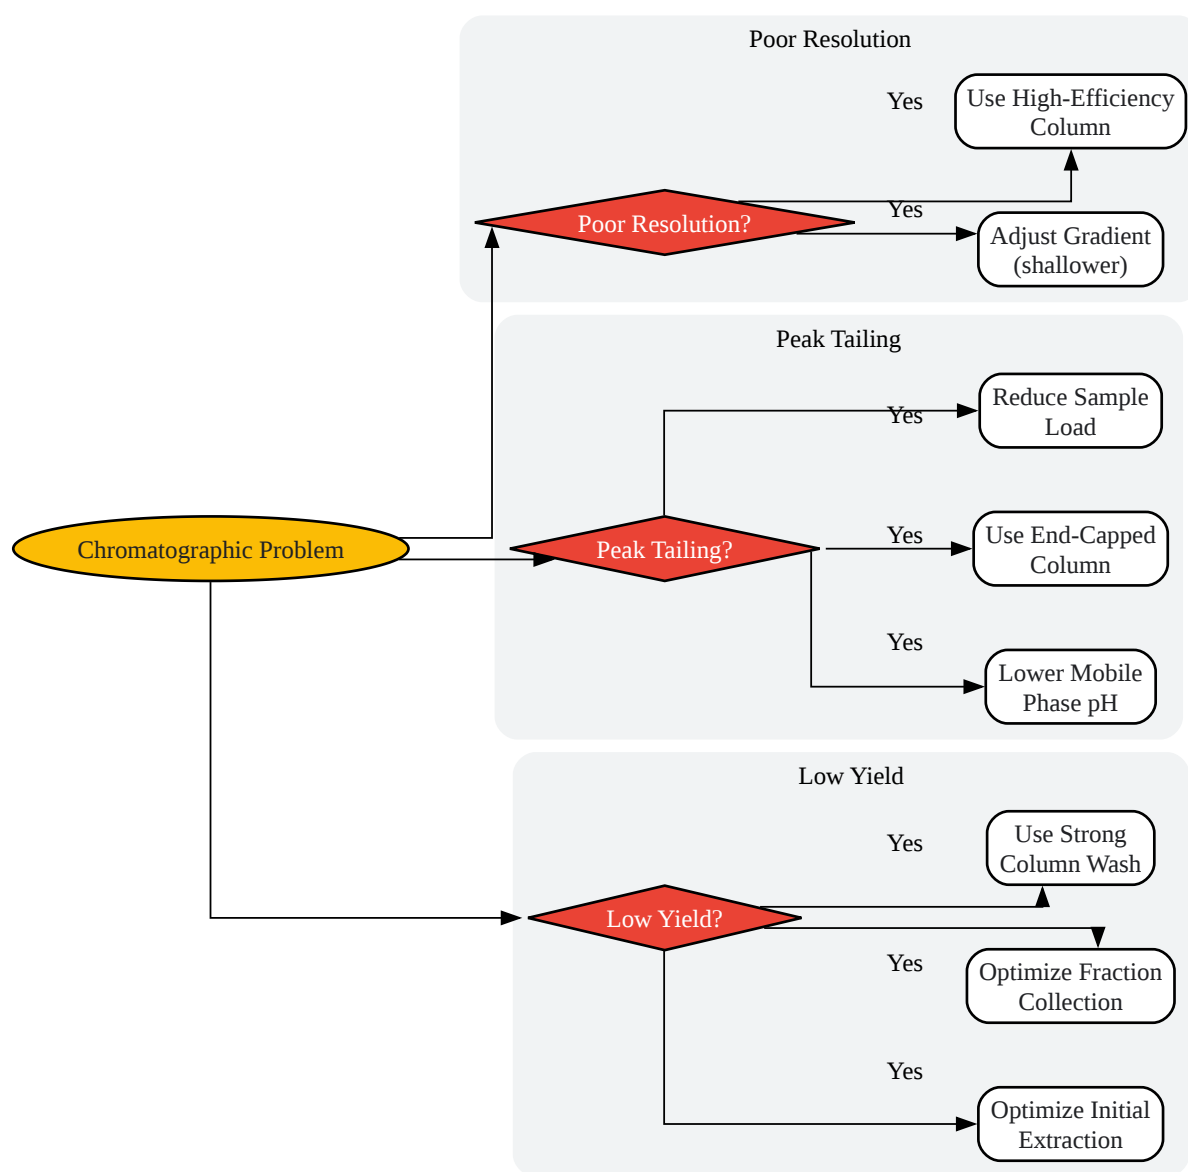 Poor Resolution
Yes
Use High-Efficiency
Column
Poor Resolution?
Yes
Adjust Gradient
(shallower)
Peak Tailing
Reduce Sample
Load
Yes
Chromatographic Problem
Peak Tailing?
Yes
Use End-Capped
Column
Yes
Lower Mobile
Phase pH
Low Yield
Yes
Use Strong
Column Wash
Low Yield?
Yes
Optimize Fraction
Collection
Yes
Optimize Initial
Extraction